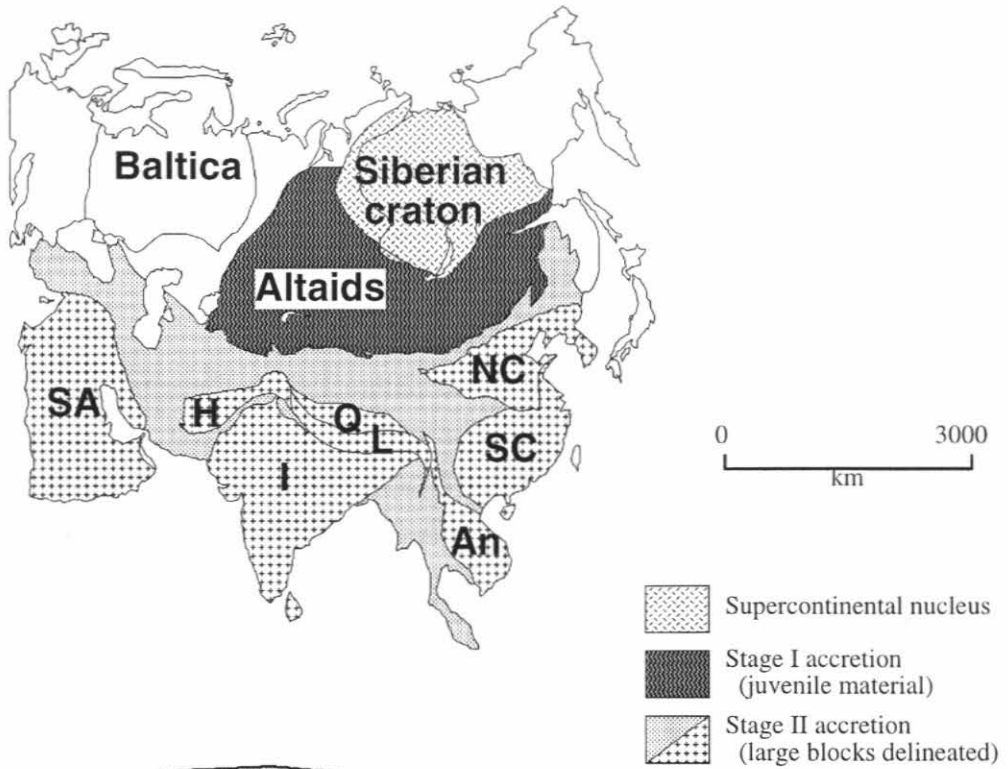 Baltica
Siberian
craton
Altaids
SA
H
Q
L
I
NC
SC
An
0 3000
km
Supercontinental nucleus
Stage I accretion
(juvenile material)
Stage II accretion
(large blocks delineated)